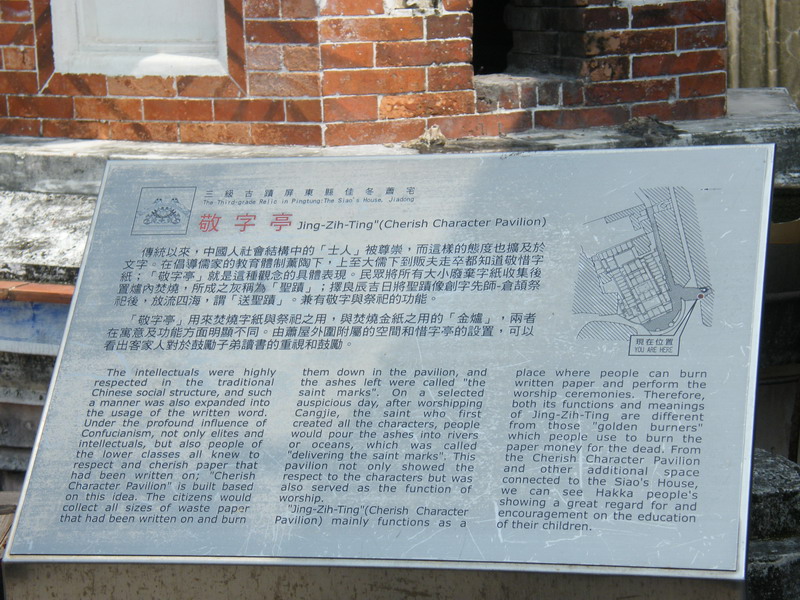 三級古蹟屏東縣佳冬蕭宅
The Third-grade Relic in Pingtung:The Siao's House, Jiadong
敬字亭 Jing-Zih-Ting"(Cherish Character Pavilion)
傳統以來，中國人社會結構中的「士人」被尊崇，而這樣的態度也擴及於
文字。在倡導儒家的教育體制薰陶下，上至大儒下到販夫走卒都知道敬惜字
紙；「敬字亭」就是這種觀念的具體表現。民眾將所有大小廢棄字紙收集後
置爐內焚燒，所成之灰稱為「聖蹟」；擇良辰吉日將聖蹟像創字先師-倉頡祭
祀後，放流四海，謂「送聖蹟」。兼有敬字與祭祀的功能。
「敬字亭」用來焚燒字紙與祭祀之用，與焚燒金紙之用的「金爐」，兩者
在寓意及功能方面明顯不同。由蕭屋外圍附屬的空間和惜字亭的設置，可以
看出客家人對於鼓勵子弟讀書的重視和鼓勵。
現在位置
YOU ARE HERE
The intellectuals were highly
respected in the traditional
Chinese social structure, and such
a manner was also expanded into
the usage of the written word.
Under the profound influence of
Confucianism, not only elites and
intellectuals, but also people of
the lower classes all knew to
respect and cherish paper that
had been written on; "Cherish
Character Pavilion" is built based
on this idea. The citizens would
collect all sizes of waste paper
that had been written on and burn
them down in the pavilion, and
the ashes left were called "the
saint marks". On a selected
auspicious day, after worshipping
Cangjie, the saint who first
created all the characters, people
would pour the ashes into rivers
or oceans, which was called
"delivering the saint marks". This
pavilion not only showed the
respect to the characters but was
also served as the function of
worship.
"Jing-Zih-Ting"(Cherish Character
Pavilion) mainly functions as a
place where people can burn
written paper and perform the
worship ceremonies. Therefore,
both its functions and meanings
of Jing-Zih-Ting are different
from those "golden burners"
which people use to burn the
paper money for the dead. From
the Cherish Character Pavilion
and other additional space
connected to the Siao's House,
we can see Hakka people's
showing a great regard for and
encouragement on the education
of their children.